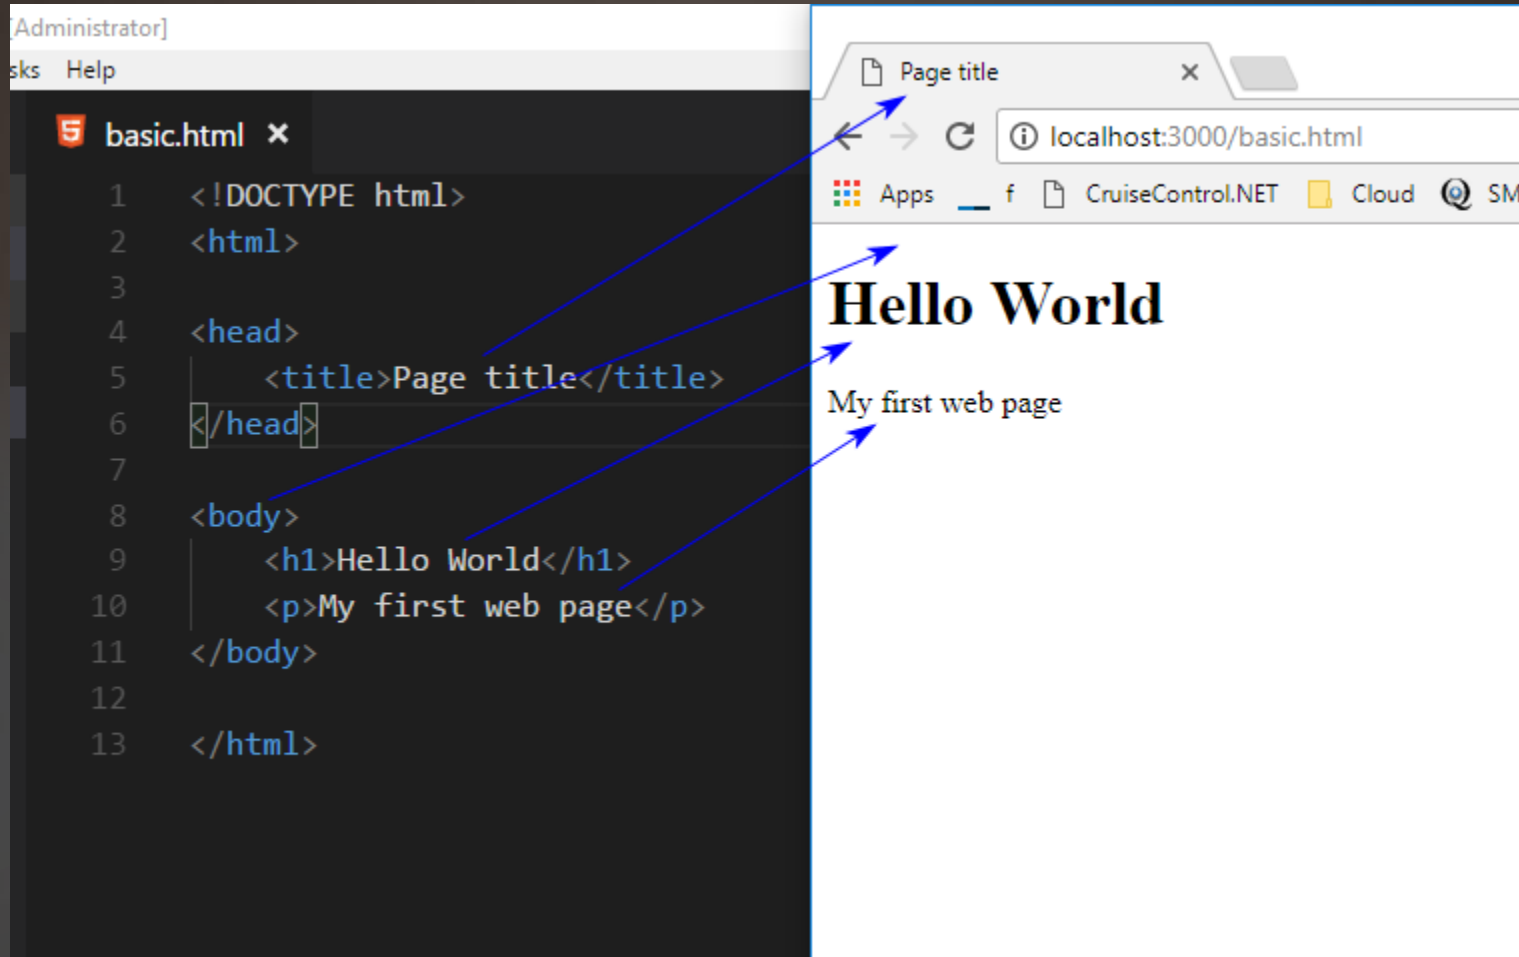 [Administrator]
sks Help
basic.html ×
1 <!DOCTYPE html>
2 <html>
3
4 <head>
5 <title>Page title</title>
6 </head>
7
8 <body>
9 <h1>Hello World</h1>
10 <p>My first web page</p>
11 </body>
12
13 </html>
Page title ×
localhost:3000/basic.html
Apps f CruiseControl.NET Cloud SM
Hello World
My first web page